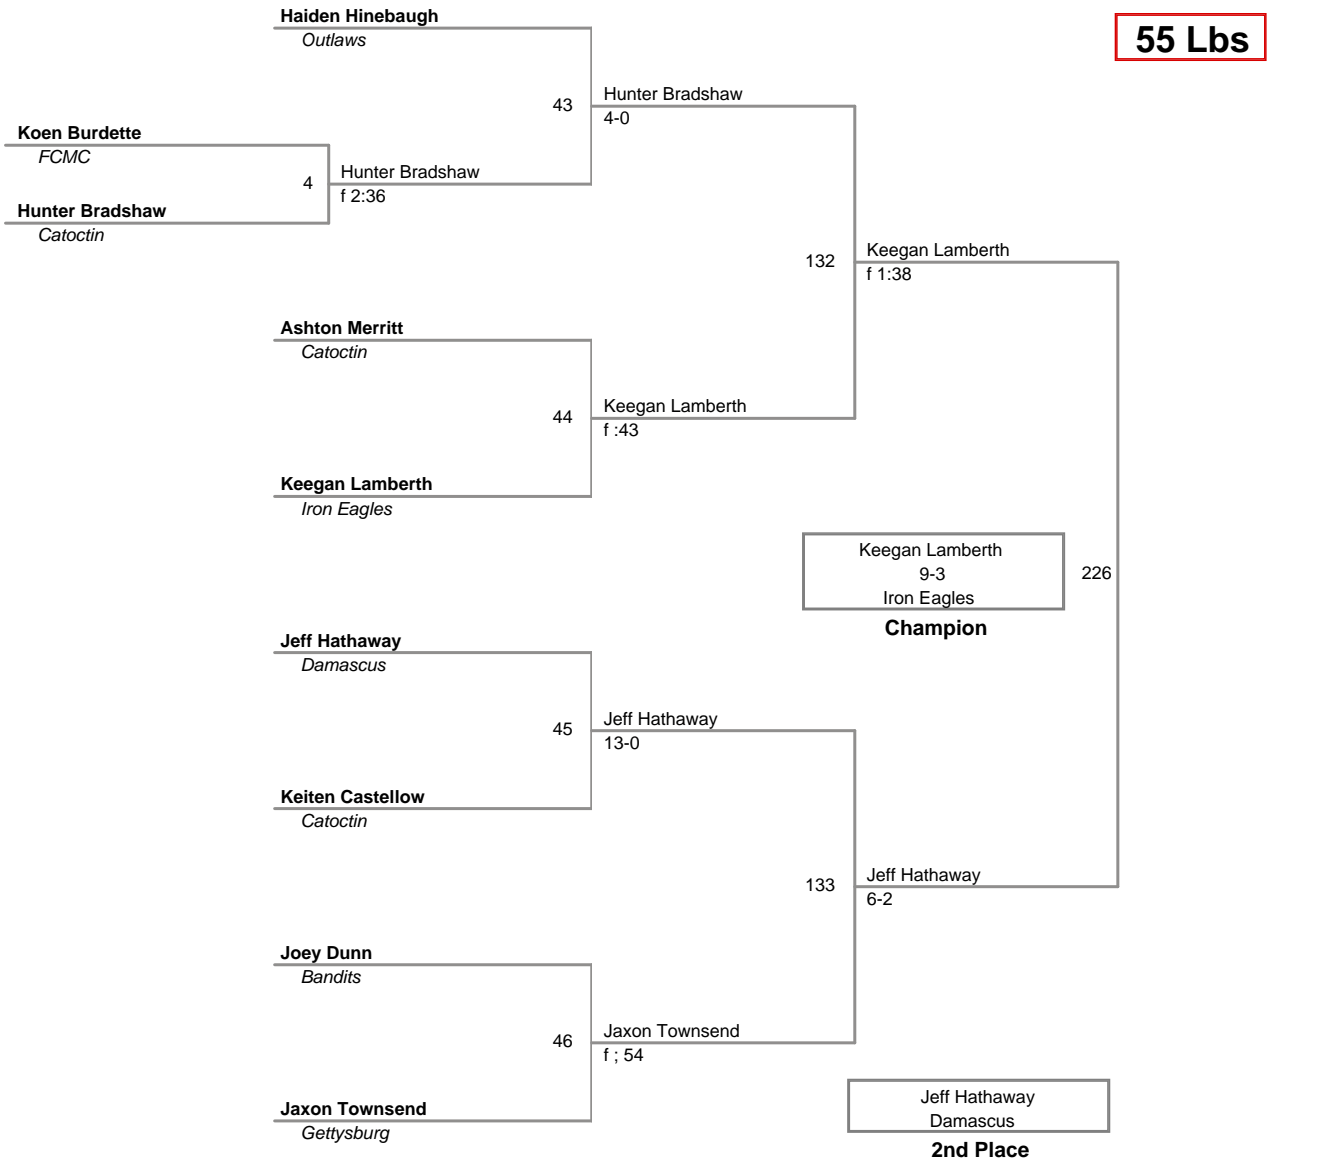 Haiden Hinebaugh
Outlaws
55 Lbs
43
Hunter Bradshaw
4-0
Koen Burdette
FCMC
4
Hunter Bradshaw
f 2:36
Hunter Bradshaw
Catoctin
132
Keegan Lamberth
f 1:38
Ashton Merritt
Catoctin
44
Keegan Lamberth
f :43
Keegan Lamberth
Iron Eagles
Keegan Lamberth
9-3
Iron Eagles
226
Champion
Jeff Hathaway
Damascus
45
Jeff Hathaway
13-0
Keiten Castellow
Catoctin
133
Jeff Hathaway
6-2
Joey Dunn
Bandits
46
Jaxon Townsend
f ; 54
Jaxon Townsend
Gettysburg
Jeff Hathaway
Damascus
2nd Place